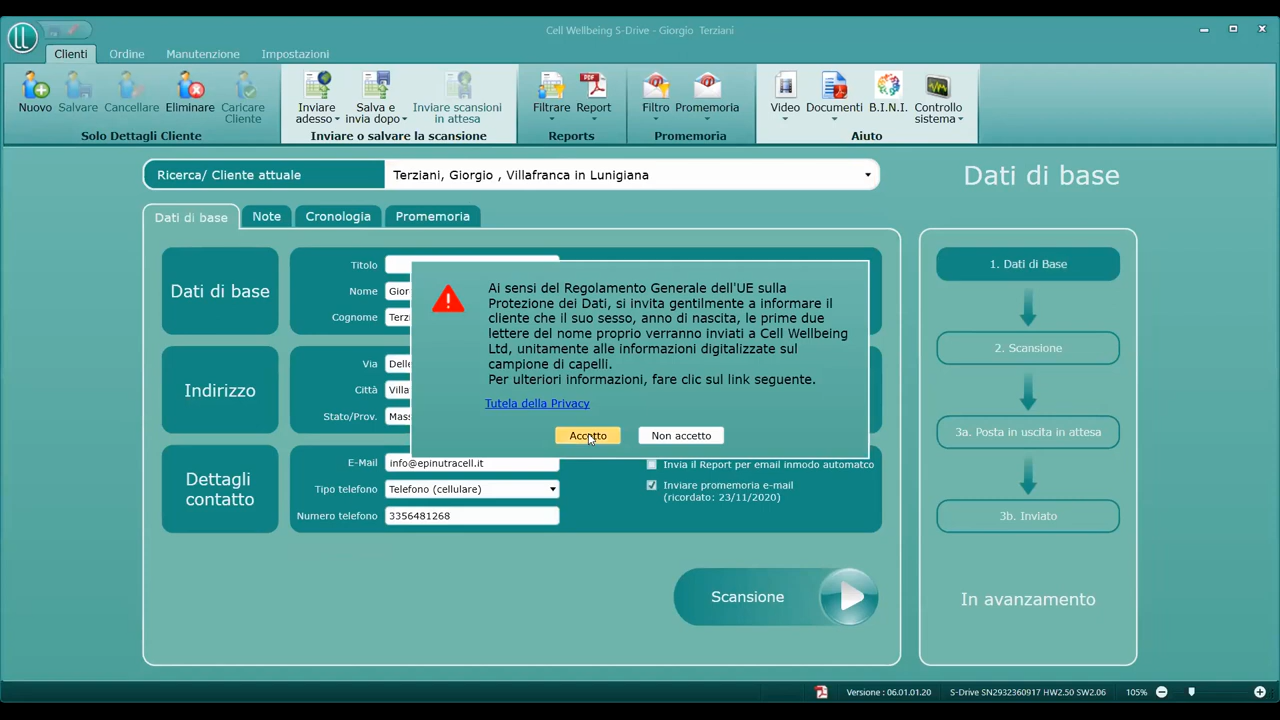 Cell Wellbeing S-Drive - Giorgio Terziani
Clienti
Ordine
Manutenzione
Impostazioni
Nuovo
Salvare
Cancellare
Eliminare
Caricare
Cliente
Inviare
adesso
Salva e
invia dopo
Inviare scansioni
in attesa
Filtrare
Report
Filtro
Promemoria
Video
Documenti
B.I.N.I.
Controllo
sistema
PDF
Solo Dettagli Cliente
Inviare o salvare la scansione
Reports
Promemoria
Aiuto
Ricerca/ Cliente attuale
Terziani, Giorgio , Villafranca in Lunigiana
Dati di base
Dati di base
Note
Cronologia
Promemoria
Dati di base
Titolo
Nome
Gior
Cognome
Terz
Indirizzo
Via
Delle
Città
Villa
Stato/Prov.
Mass
Ai sensi del Regolamento Generale dell'UE sulla
Protezione dei Dati, si invita gentilmente a informare il
cliente che il suo sesso, anno di nascita, le prime due
lettere del nome proprio verranno inviati a Cell Wellbeing
Ltd, unitamente alle informazioni digitalizzate sul
campione di capelli.
Per ulteriori informazioni, fare clic sul link seguente.
Tutela della Privacy
Accetto
Non accetto
Dettagli
contatto
E-Mail
info@epinutracell.it
Tipo telefono
Telefono (cellulare)
Numero telefono
3356481268
Invia il Report per email inmodo automatco
Inviare promemoria e-mail
(ricordato: 23/11/2020)
Scansione
1. Dati di Base
2. Scansione
3a. Posta in uscita in attesa
3b. Inviato
In avanzamento
Versione : 06.01.01.20
S-Drive SN2932360917 HW2.50 SW2.06
105%